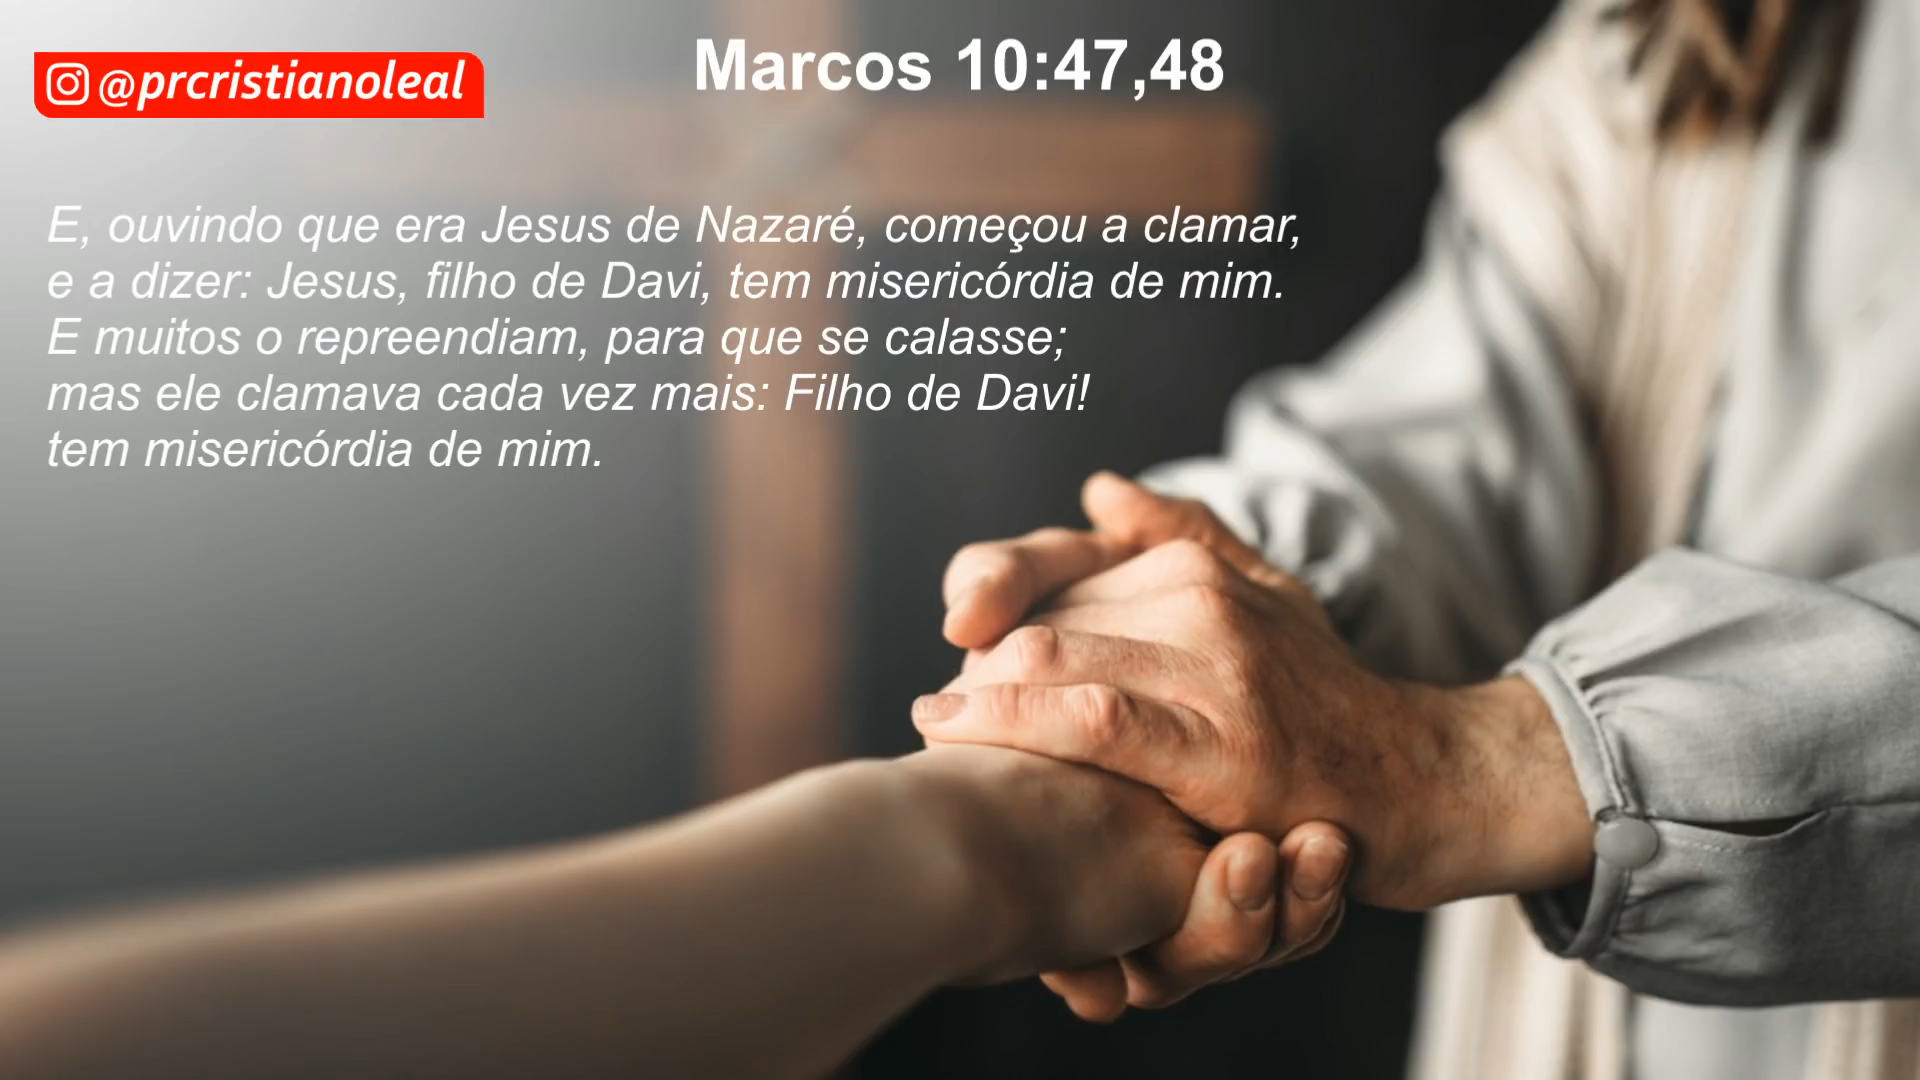 @prcristianoleal
Marcos 10:47,48
E, ouvindo que era Jesus de Nazaré, começou a clamar,
e a dizer: Jesus, filho de Davi, tem misericórdia de mim.
E muitos o repreendiam, para que se calasse;
mas ele clamava cada vez mais: Filho de Davi!
tem misericórdia de mim.